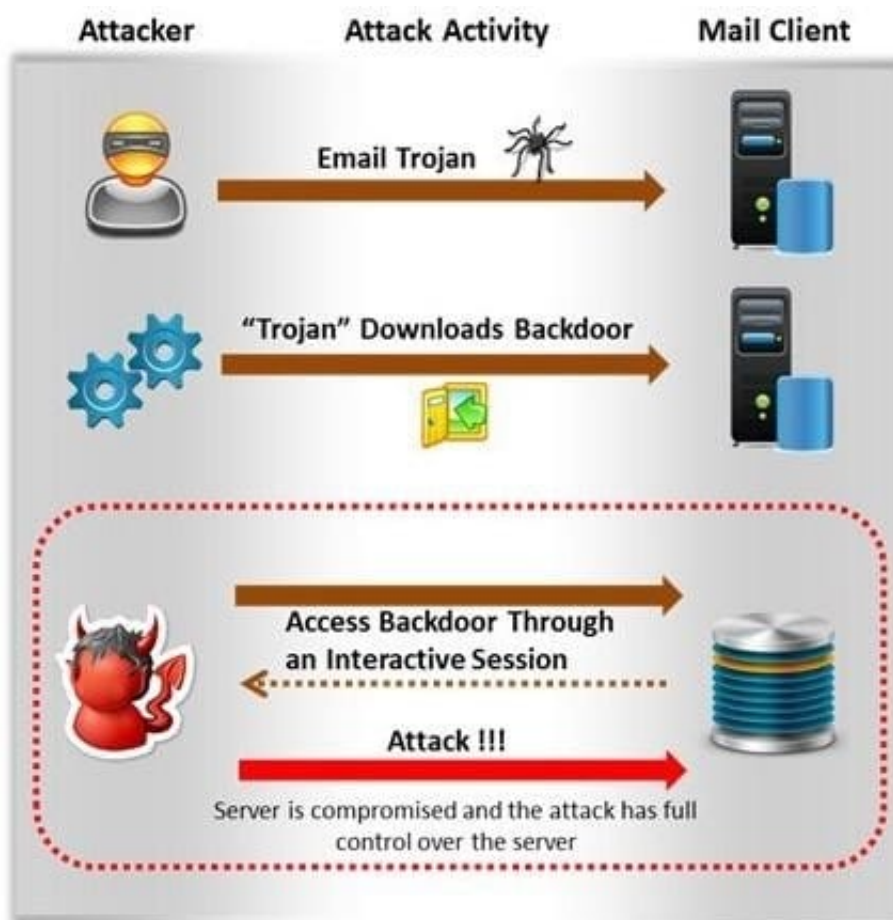 Attacker Attack Activity Mail Client
Email Trojan
“Trojan” Downloads Backdoor
Access Backdoor Through
an Interactive Session
Attack !!!
Server is compromised and the attack has full
control over the server